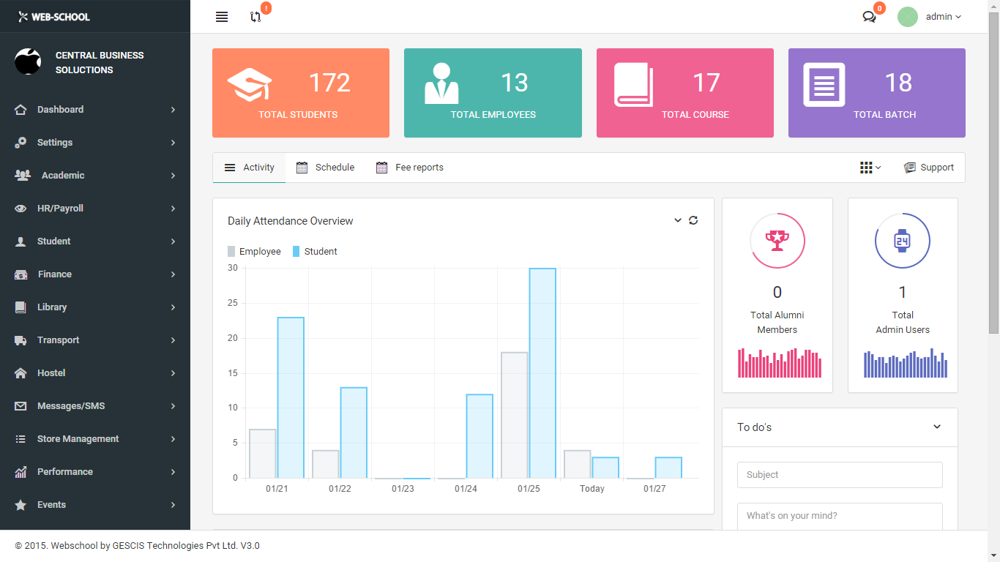 WEB-SCHOOL
!
0
admin
CENTRAL BUSINESS
SOLUCTIONS
Dashboard
Settings
Academic
HR/Payroll
Student
Finance
Library
Transport
Hostel
Messages/SMS
Store Management
Performance
Events
172
TOTAL STUDENTS
13
TOTAL EMPLOYEES
17
TOTAL COURSE
18
TOTAL BATCH
Activity
Schedule
Fee reports
Support
Daily Attendance Overview
Employee
Student
30
25
20
15
10
5
0
01/21
01/22
01/23
01/24
01/25
Today
01/27
0
Total Alumni
Members
24
1
Total
Admin Users
To do's
Subject
What's on your mind?
© 2015. Webschool by GESCIS Technologies Pvt Ltd. V3.0